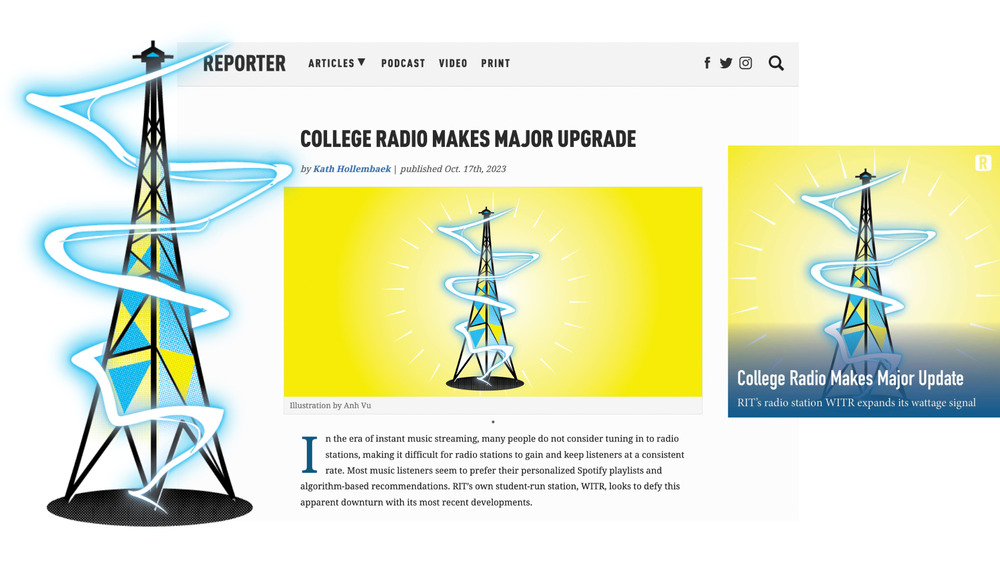 REPORTER
ARTICLES ▼ PODCAST VIDEO PRINT
COLLEGE RADIO MAKES MAJOR UPGRADE
by Kath Hollembaek | published Oct. 17th, 2023
Illustration by Anh Vu
In the era of instant music streaming, many people do not consider tuning in to radio
stations, making it difficult for radio stations to gain and keep listeners at a consistent
rate. Most music listeners seem to prefer their personalized Spotify playlists and
algorithm-based recommendations. RIT's own student-run station, WITR, looks to defy this
apparent downturn with its most recent developments.
R
College Radio Makes Major Update
RIT's radio station WITR expands its wattage signal